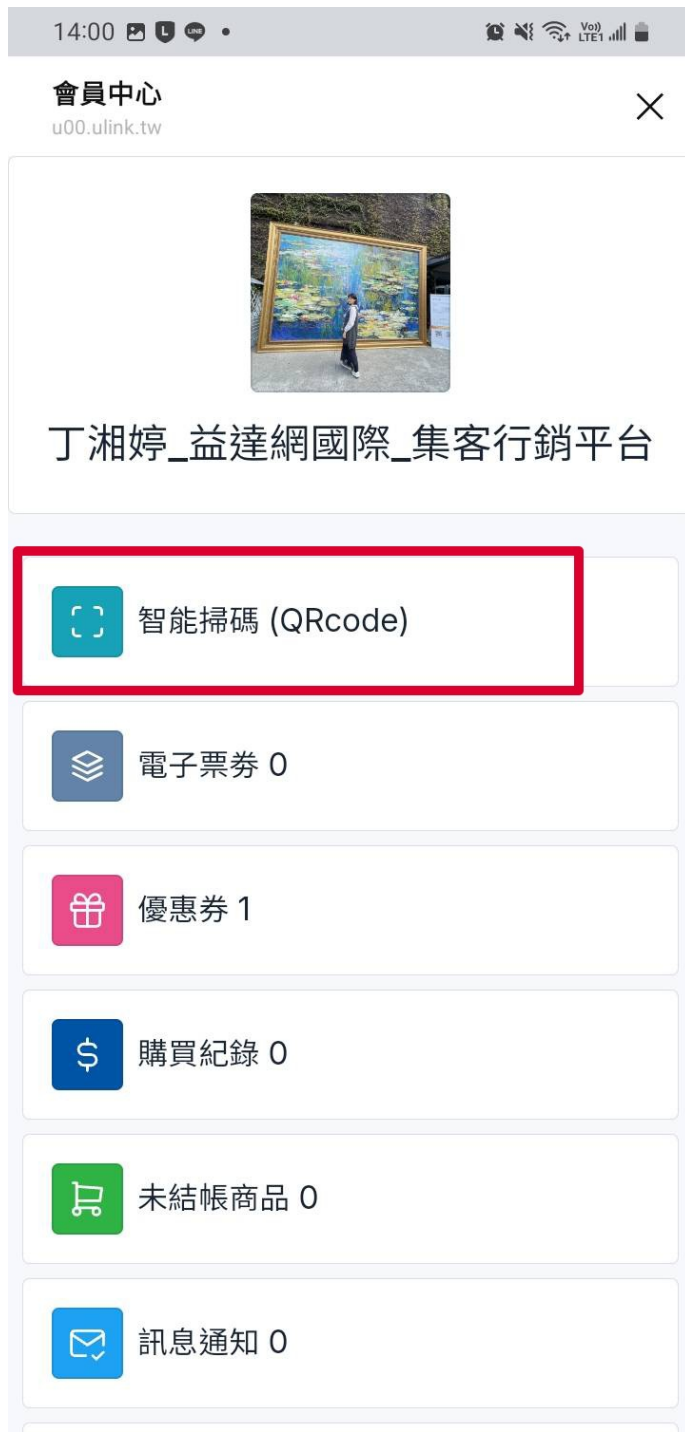 14:00
Vo))
LTE1
會員中心
u00.ulink.tw
丁湘婷_益達網國際_集客行銷平台
智能掃碼 (QRcode)
電子票券 0
優惠券 1
購買紀錄 0
未結帳商品 0
訊息通知 0